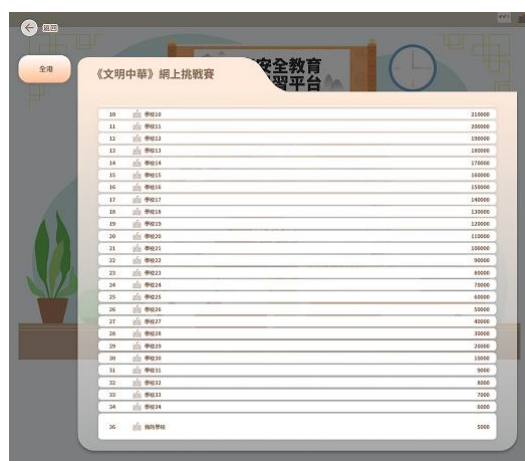 返回
全港
安全教育
習平台
《文明中華》網上挑戰賽
10 學校10 210000
11 學校11 200000
12 學校12 190000
13 學校13 180000
14 學校14 170000
15 學校15 160000
16 學校16 150000
17 學校17 140000
18 學校18 130000
19 學校19 120000
20 學校20 110000
21 學校21 100000
22 學校22 90000
23 學校23 80000
24 學校24 70000
25 學校25 60000
26 學校26 50000
27 學校27 40000
28 學校28 30000
29 學校29 20000
30 學校30 10000
31 學校31 9000
32 學校32 8000
33 學校33 7000
34 學校34 6000
36 我的學校 5000